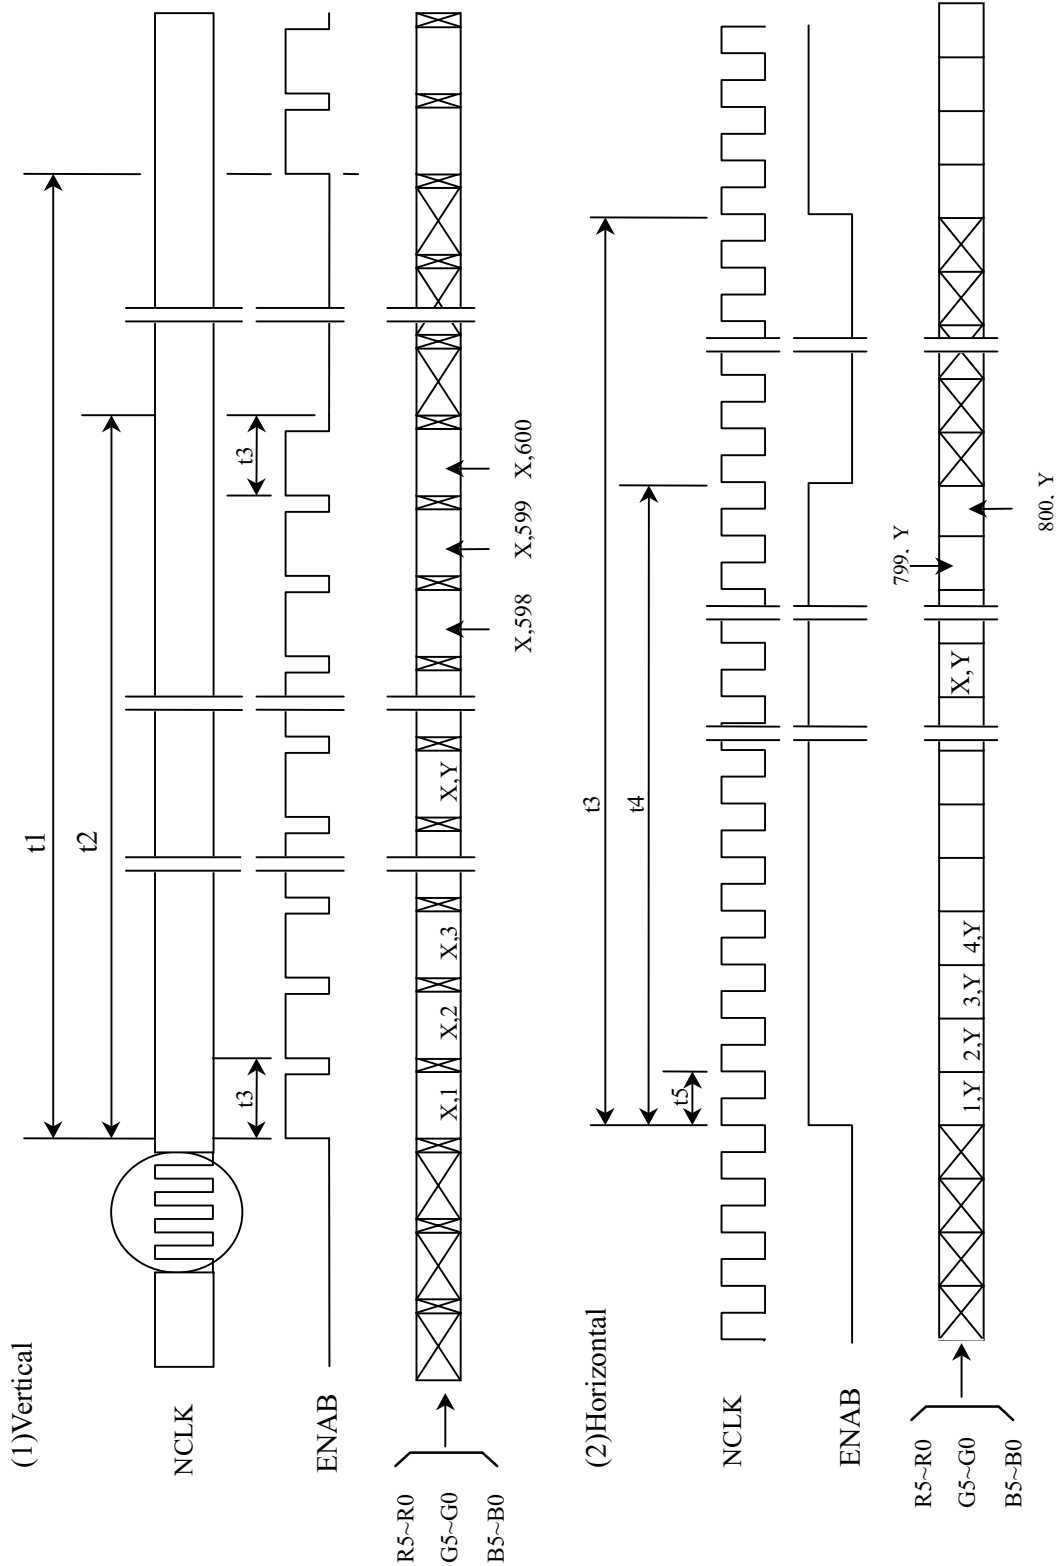 (1)Vertical
t1
t2
NCLK
t3
t3
ENAB
R5~R0
G5~G0
B5~B0
X,1
X,2
X,3
X,Y
X,598
X,599
X,600
(2)Horizontal
t3
t4
t5
NCLK
ENAB
R5~R0
G5~G0
B5~B0
1,Y
2,Y
3,Y
4,Y
X,Y
799. Y
800. Y